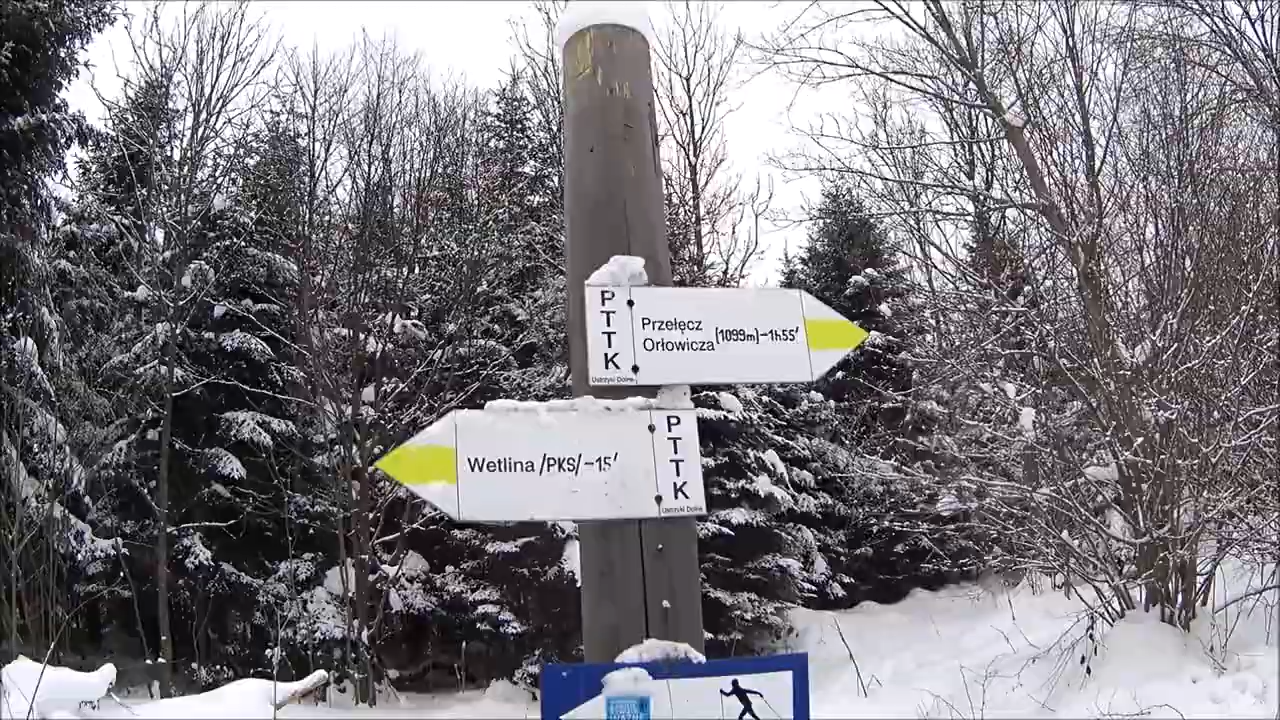 PTTK
Przełęcz
Orłowicza (1099m)-1h55'
Ustrzyki Dolne
Wetlina /PKS/-15'
PTTK
Ustrzyki Dolne